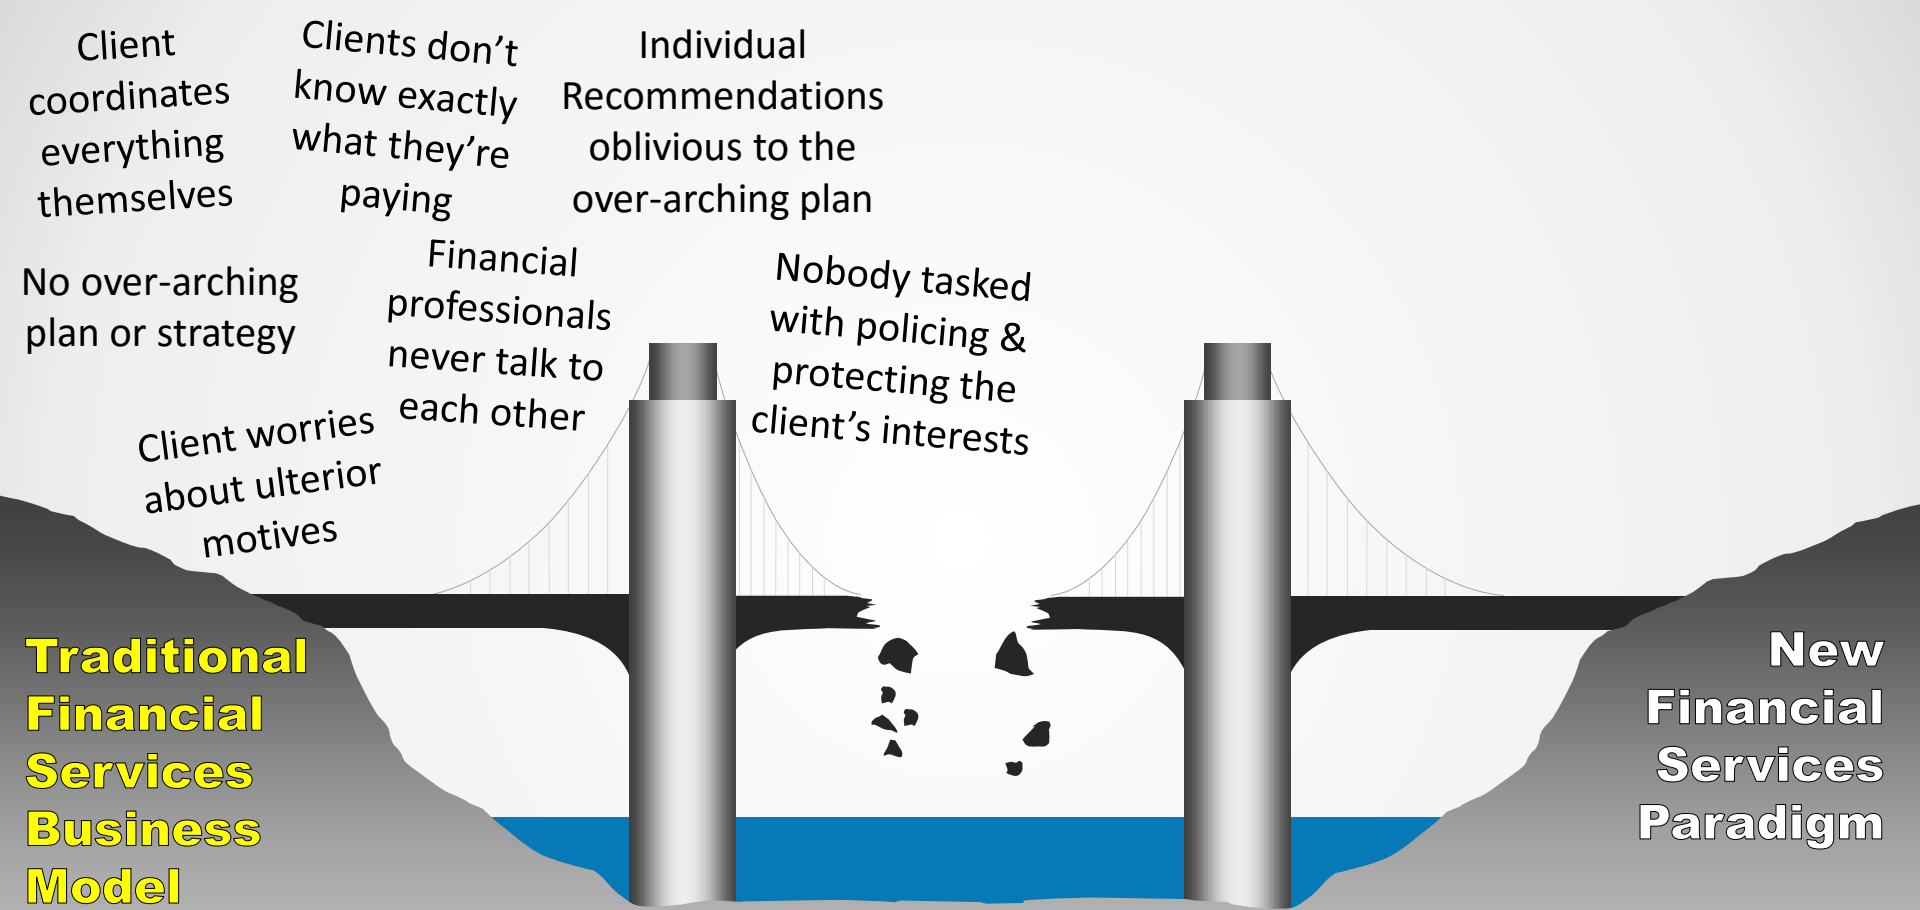 Client
coordinates
everything
themselves
Clients don’t
know exactly
what they’re
paying
Individual
Recommendations
oblivious to the
over-arching plan
No over-arching
plan or strategy
Financial
professionals
never talk to
each other
Nobody tasked
with policing &
protecting the
client’s interests
Client worries
about ulterior
motives
Traditional
Financial
Services
Business
Model
New
Financial
Services
Paradigm